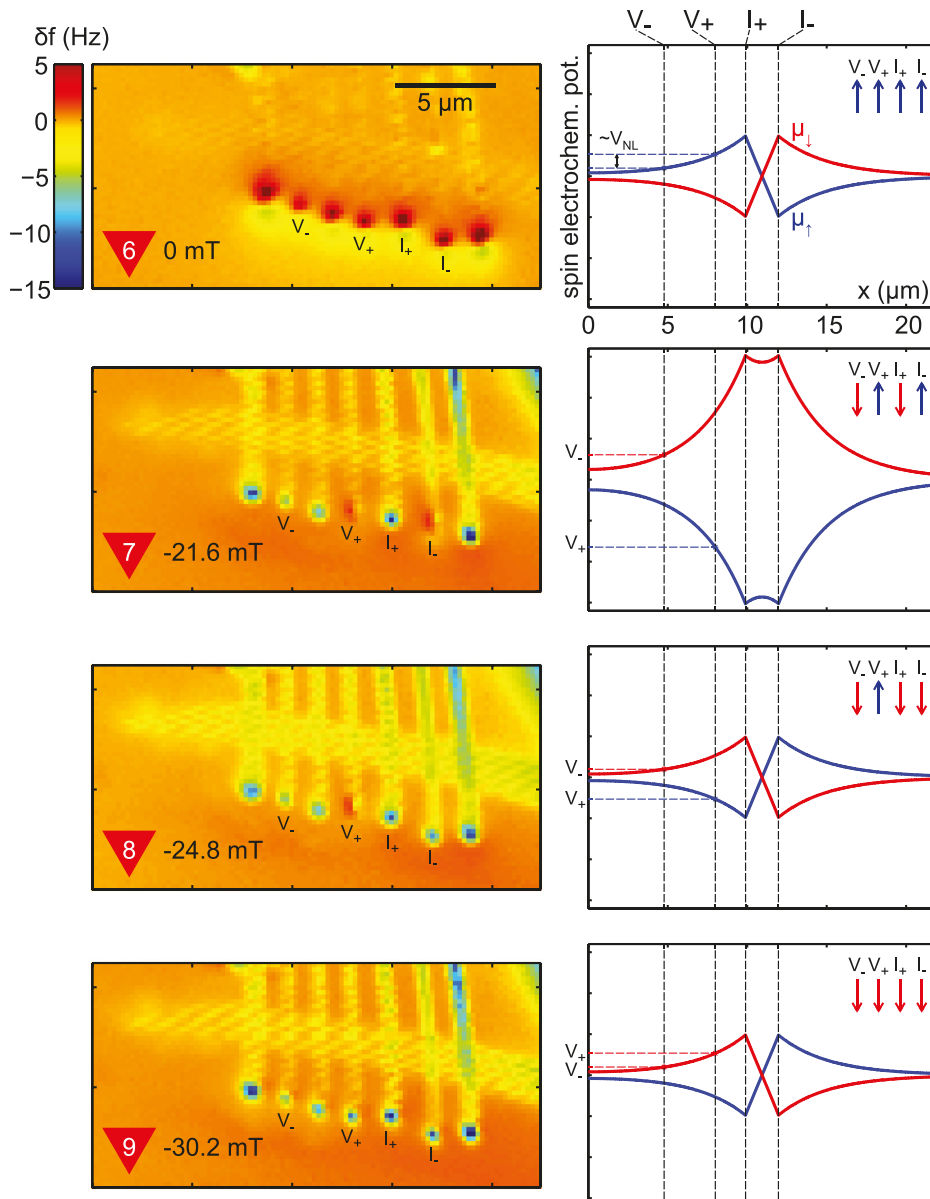 δf (Hz)
5
0
−5
−10
−15
5 μm
V₋
V₊
I₊
I₋
6
0 mT
V₋ V₊ I₊ I₋
spin electrochem. pot.
~V_NL
V₋ V₊ I₊ I₋
μ↓
μ↑
x (μm)
0 5 10 15 20
V₋
V₊
I₊
I₋
7
-21.6 mT
V₋ V₊ I₊ I₋
V₋
V₊
V₋
V₊
I₊
I₋
8
-24.8 mT
V₋ V₊ I₊ I₋
V₋
V₊
V₋
V₊
I₊
I₋
9
-30.2 mT
V₋ V₊ I₊ I₋
V₊
V₋